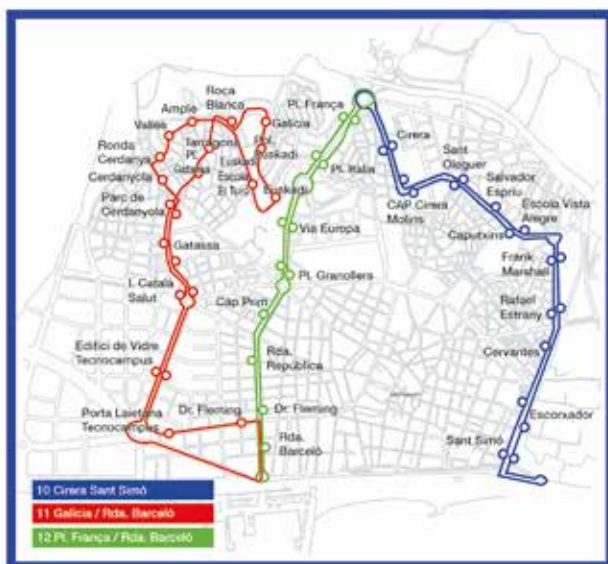 Roca
Blanca
Ample
Galicia
Vallès
Pl. França
Cirera
Ronda
Cerdanya
Tarragona
Pl.
Gatassa
Pol.
Euskadi
Euskadi
Escola
El Turó
Pl. Italia
Sant
Oleguer
Cerdanyola
Euskadi
CAP Cirera
Molins
Salvador
Espriu
Parc de
Cerdanyola
Escola Vista
Alegre
Via Europa
Caputxins
Gatassa
Frank
Marshall
Pl. Granollers
I. Català
Salut
Cap Prim
Rafael
Estrany
Edifici de Vidre
Tecnocampus
Rda.
República
Cervantes
Porta Laietana
Tecnocampus
Dr. Fleming
Dr. Fleming
Escorxador
Rda.
Barceló
Sant Simó
10 Cirera Sant Simó
11 Galicia / Rda. Barceló
12 Pl. França / Rda. Barceló